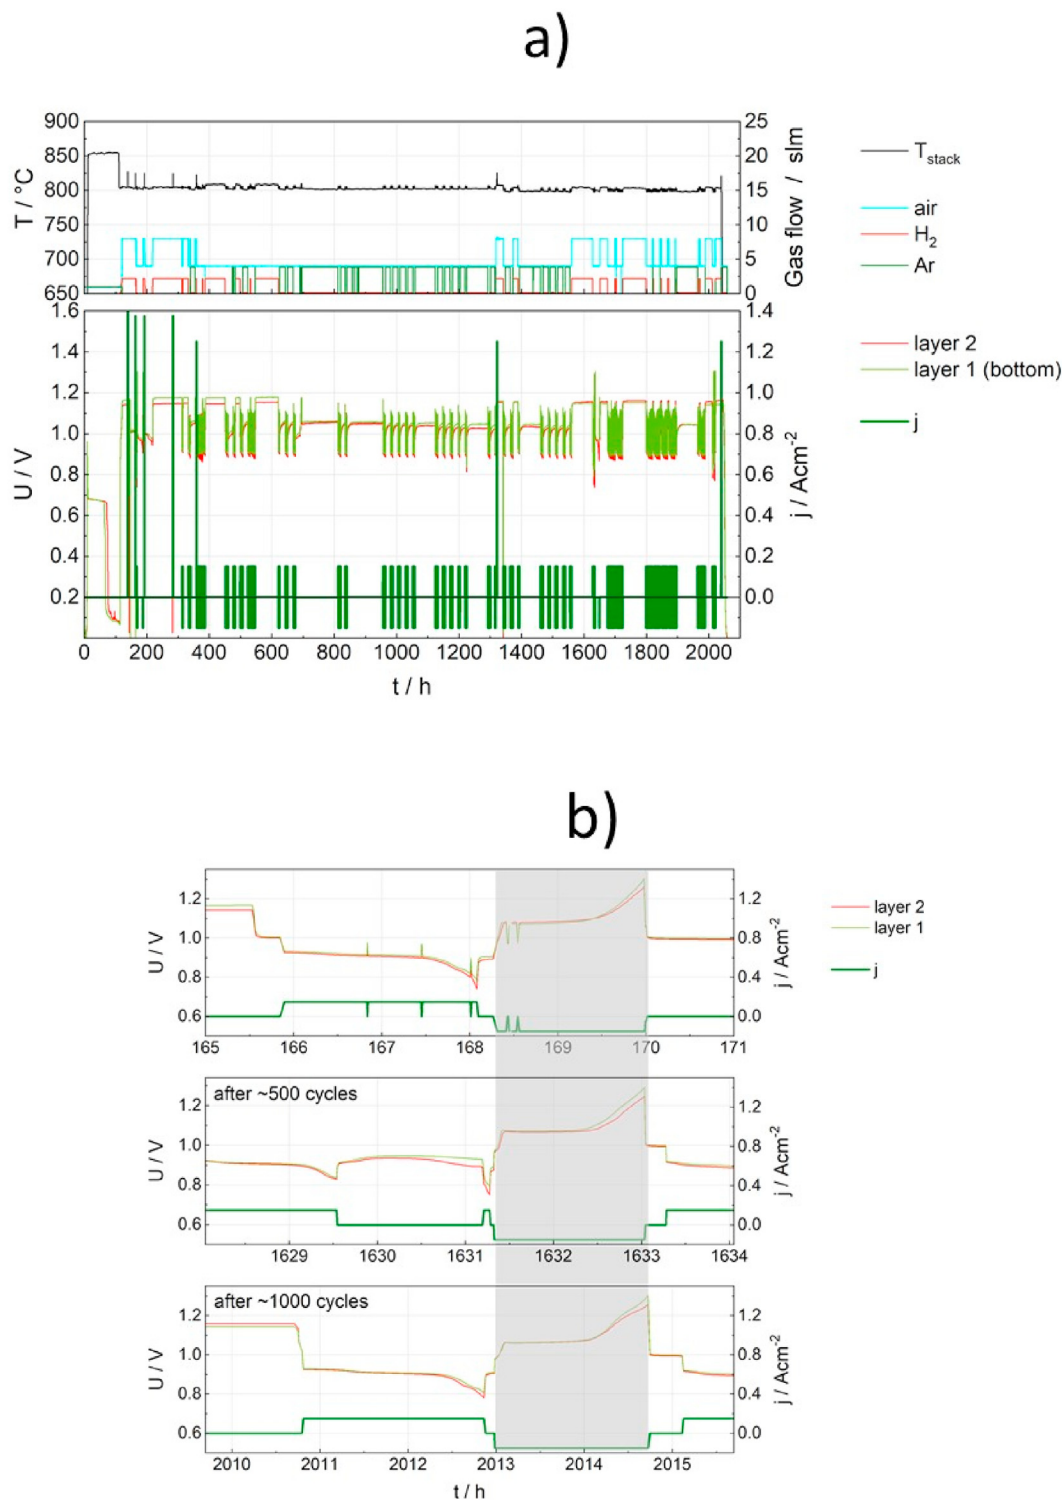 a)
900
850
800
750
700
650
T / °C
25
20
15
10
5
0
Gas flow / slm
T_stack
air
H₂
Ar
1.6
1.4
1.2
1.0
0.8
0.6
0.4
0.2
U / V
1.4
1.2
1.0
0.8
0.6
0.4
0.2
0.0
j / Acm⁻²
layer 2
layer 1 (bottom)
j
0 200 400 600 800 1000 1200 1400 1600 1800 2000
t / h
b)
1.2
1.0
0.8
0.6
U / V
1.2
0.8
0.4
0.0
j / Acm⁻²
layer 2
layer 1
j
165 166 167 168 169 170 171
after ~500 cycles
1.2
1.0
0.8
0.6
U / V
1.2
0.8
0.4
0.0
j / Acm⁻²
1629 1630 1631 1632 1633 1634
after ~1000 cycles
1.2
1.0
0.8
0.6
U / V
1.2
0.8
0.4
0.0
j / Acm⁻²
2010 2011 2012 2013 2014 2015
t / h